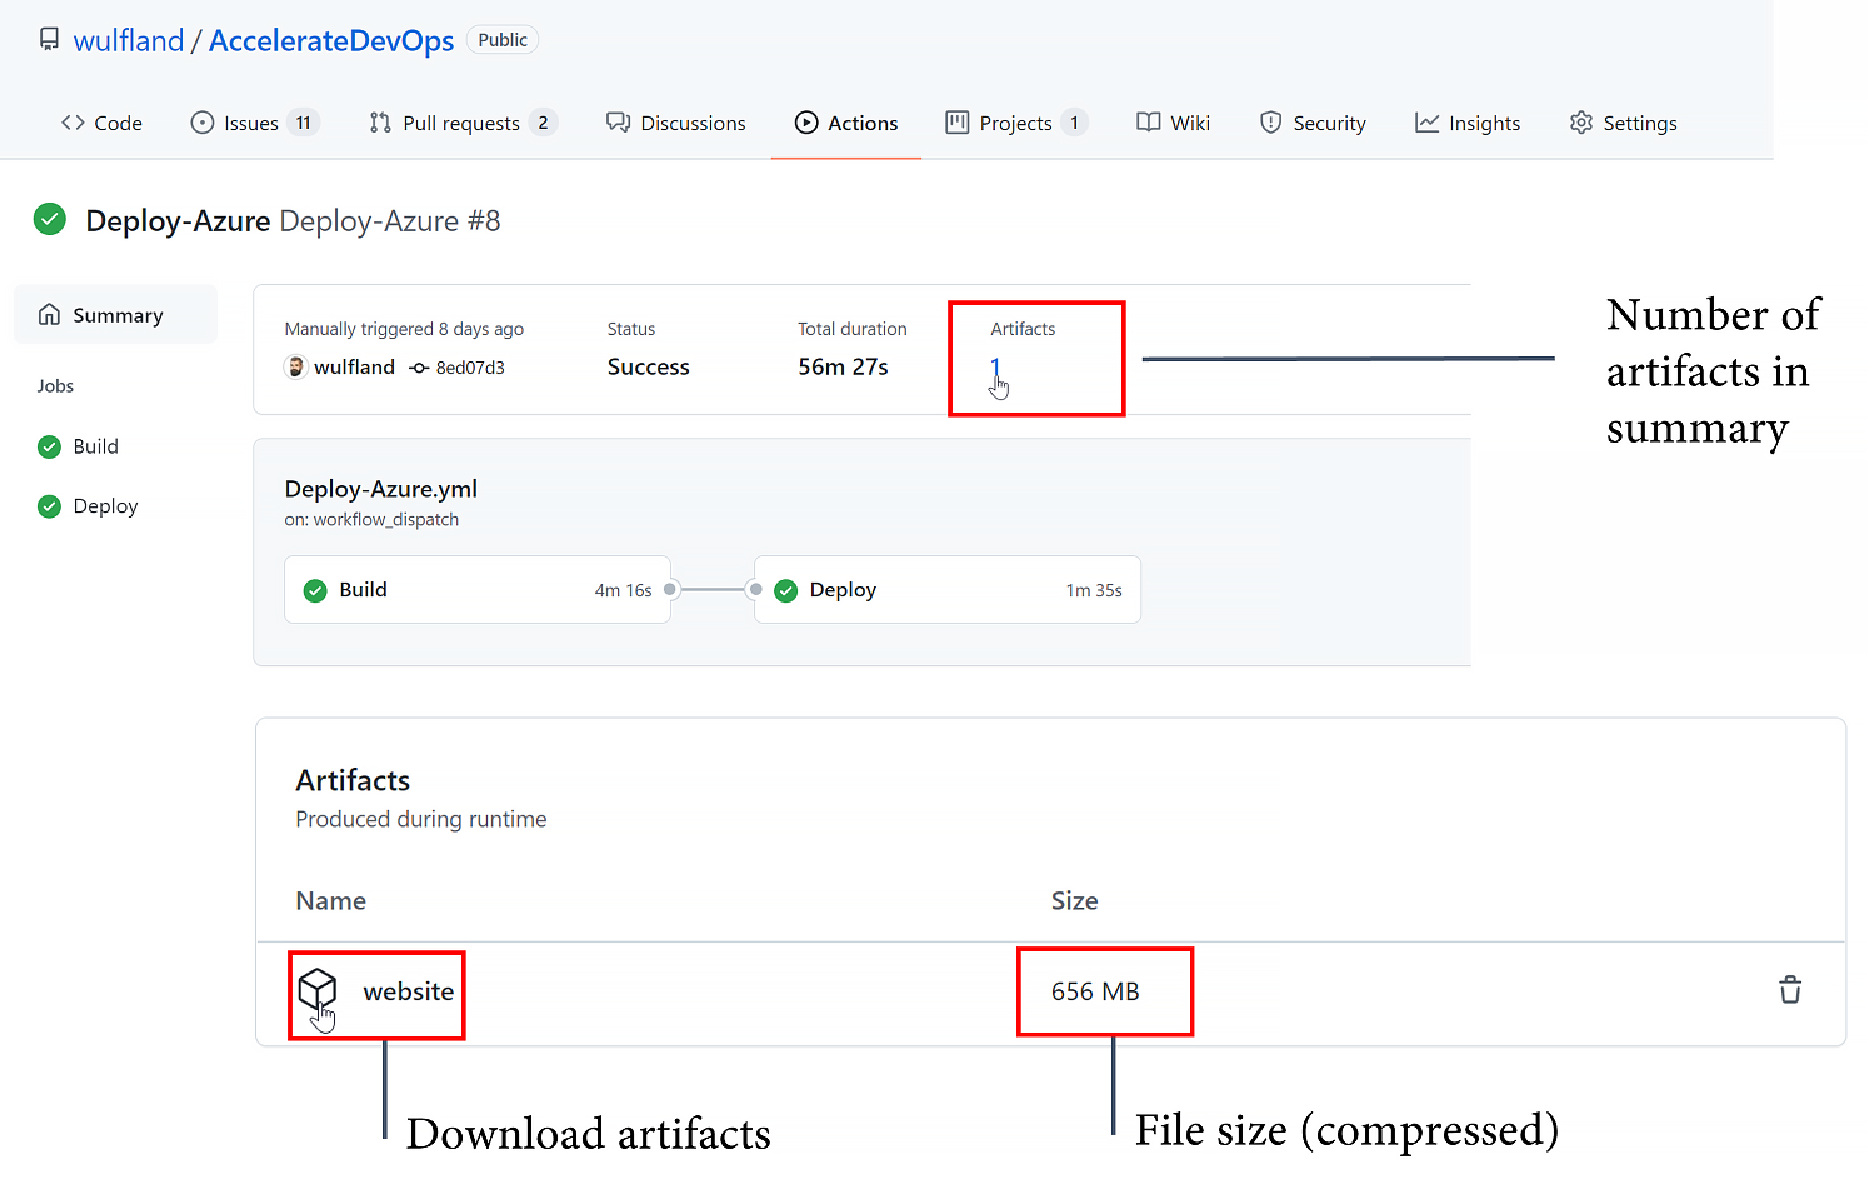 wulfland / AccelerateDevOps Public
Code Issues 11 Pull requests 2 Discussions Actions Projects 1 Wiki Security Insights Settings
Deploy-Azure Deploy-Azure #8
Summary
Jobs
Build
Deploy
Manually triggered 8 days ago Status Total duration Artifacts
wulfland 8ed07d3 Success 56m 27s 1
Number of
artifacts in
summary
Deploy-Azure.yml
on: workflow_dispatch
Build 4m 16s Deploy 1m 35s
Artifacts
Produced during runtime
Name Size
website 656 MB
Download artifacts File size (compressed)